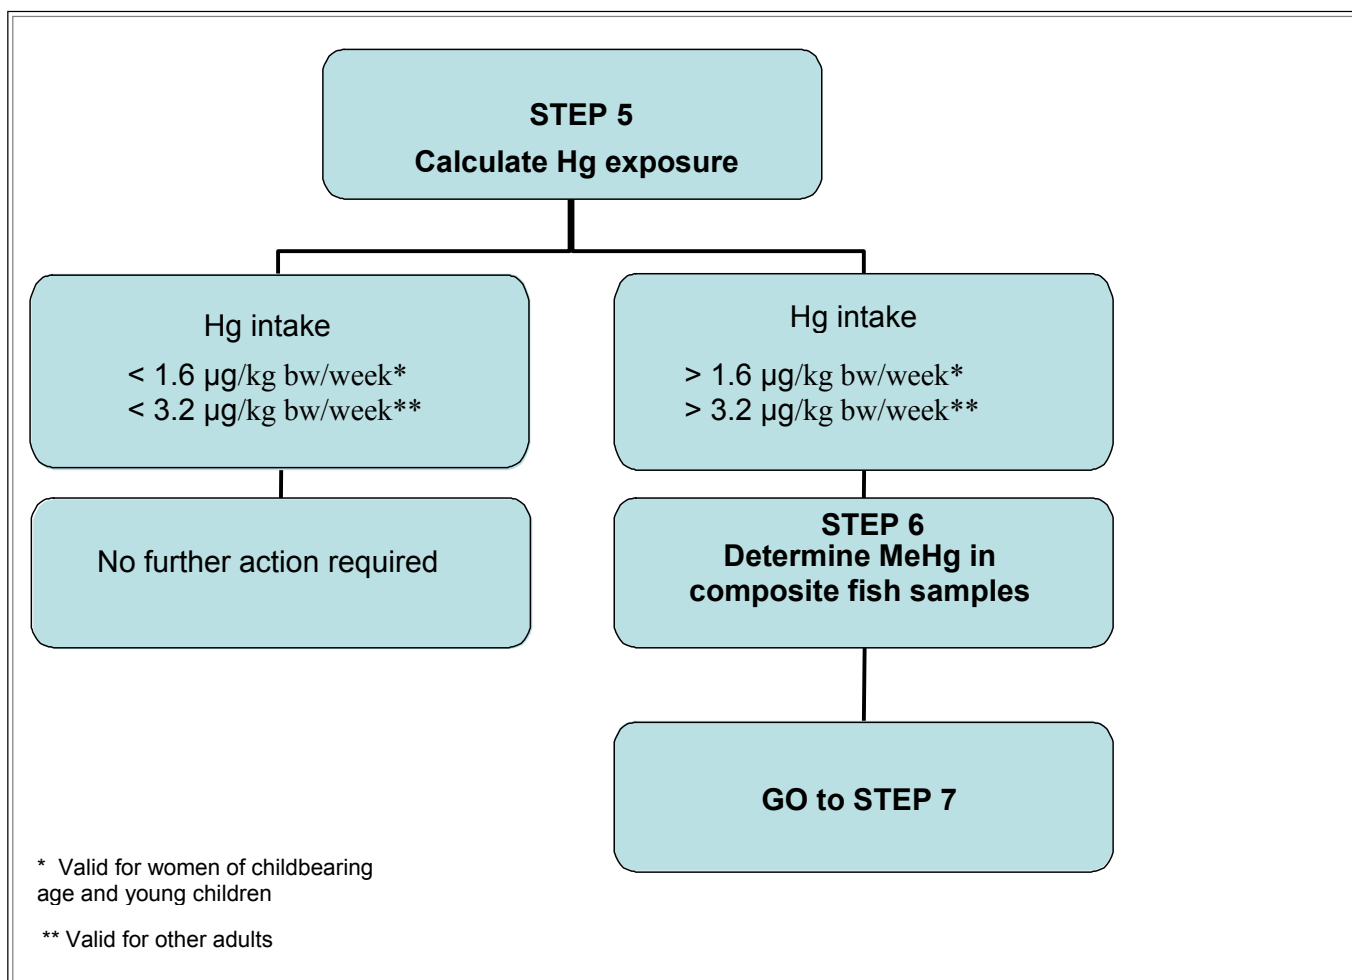 STEP 5
Calculate Hg exposure
Hg intake
< 1.6 µg/kg bw/week*
< 3.2 µg/kg bw/week**
Hg intake
> 1.6 µg/kg bw/week*
> 3.2 µg/kg bw/week**
No further action required
STEP 6
Determine MeHg in
composite fish samples
GO to STEP 7
* Valid for women of childbearing
age and young children
** Valid for other adults